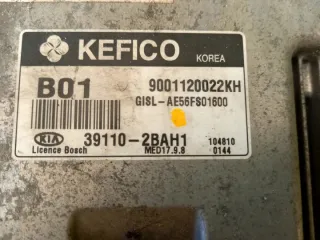 KEFICO KOREA
B01 9001120022KH
GISL-AE56FS01600
KIA 39110-2BAH1 104810
Licence Bosch MED17.9.8 0144